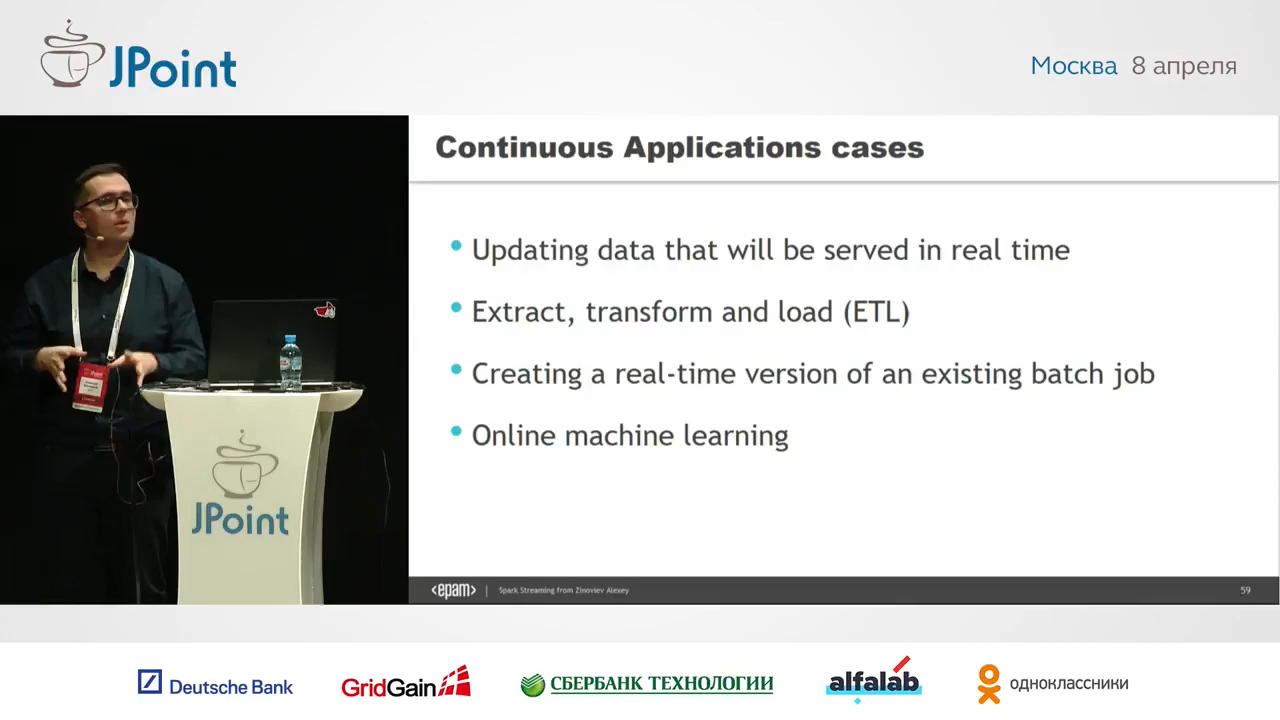 JPoint
Москва 8 апреля
Continuous Applications cases
Updating data that will be served in real time
Extract, transform and load (ETL)
Creating a real-time version of an existing batch job
Online machine learning
JPoint
<epam> | Spark Streaming from Zinoviev Alexey 59
Deutsche Bank
GridGain
СБЕРБАНК ТЕХНОЛОГИИ
alfalab
одноклассники